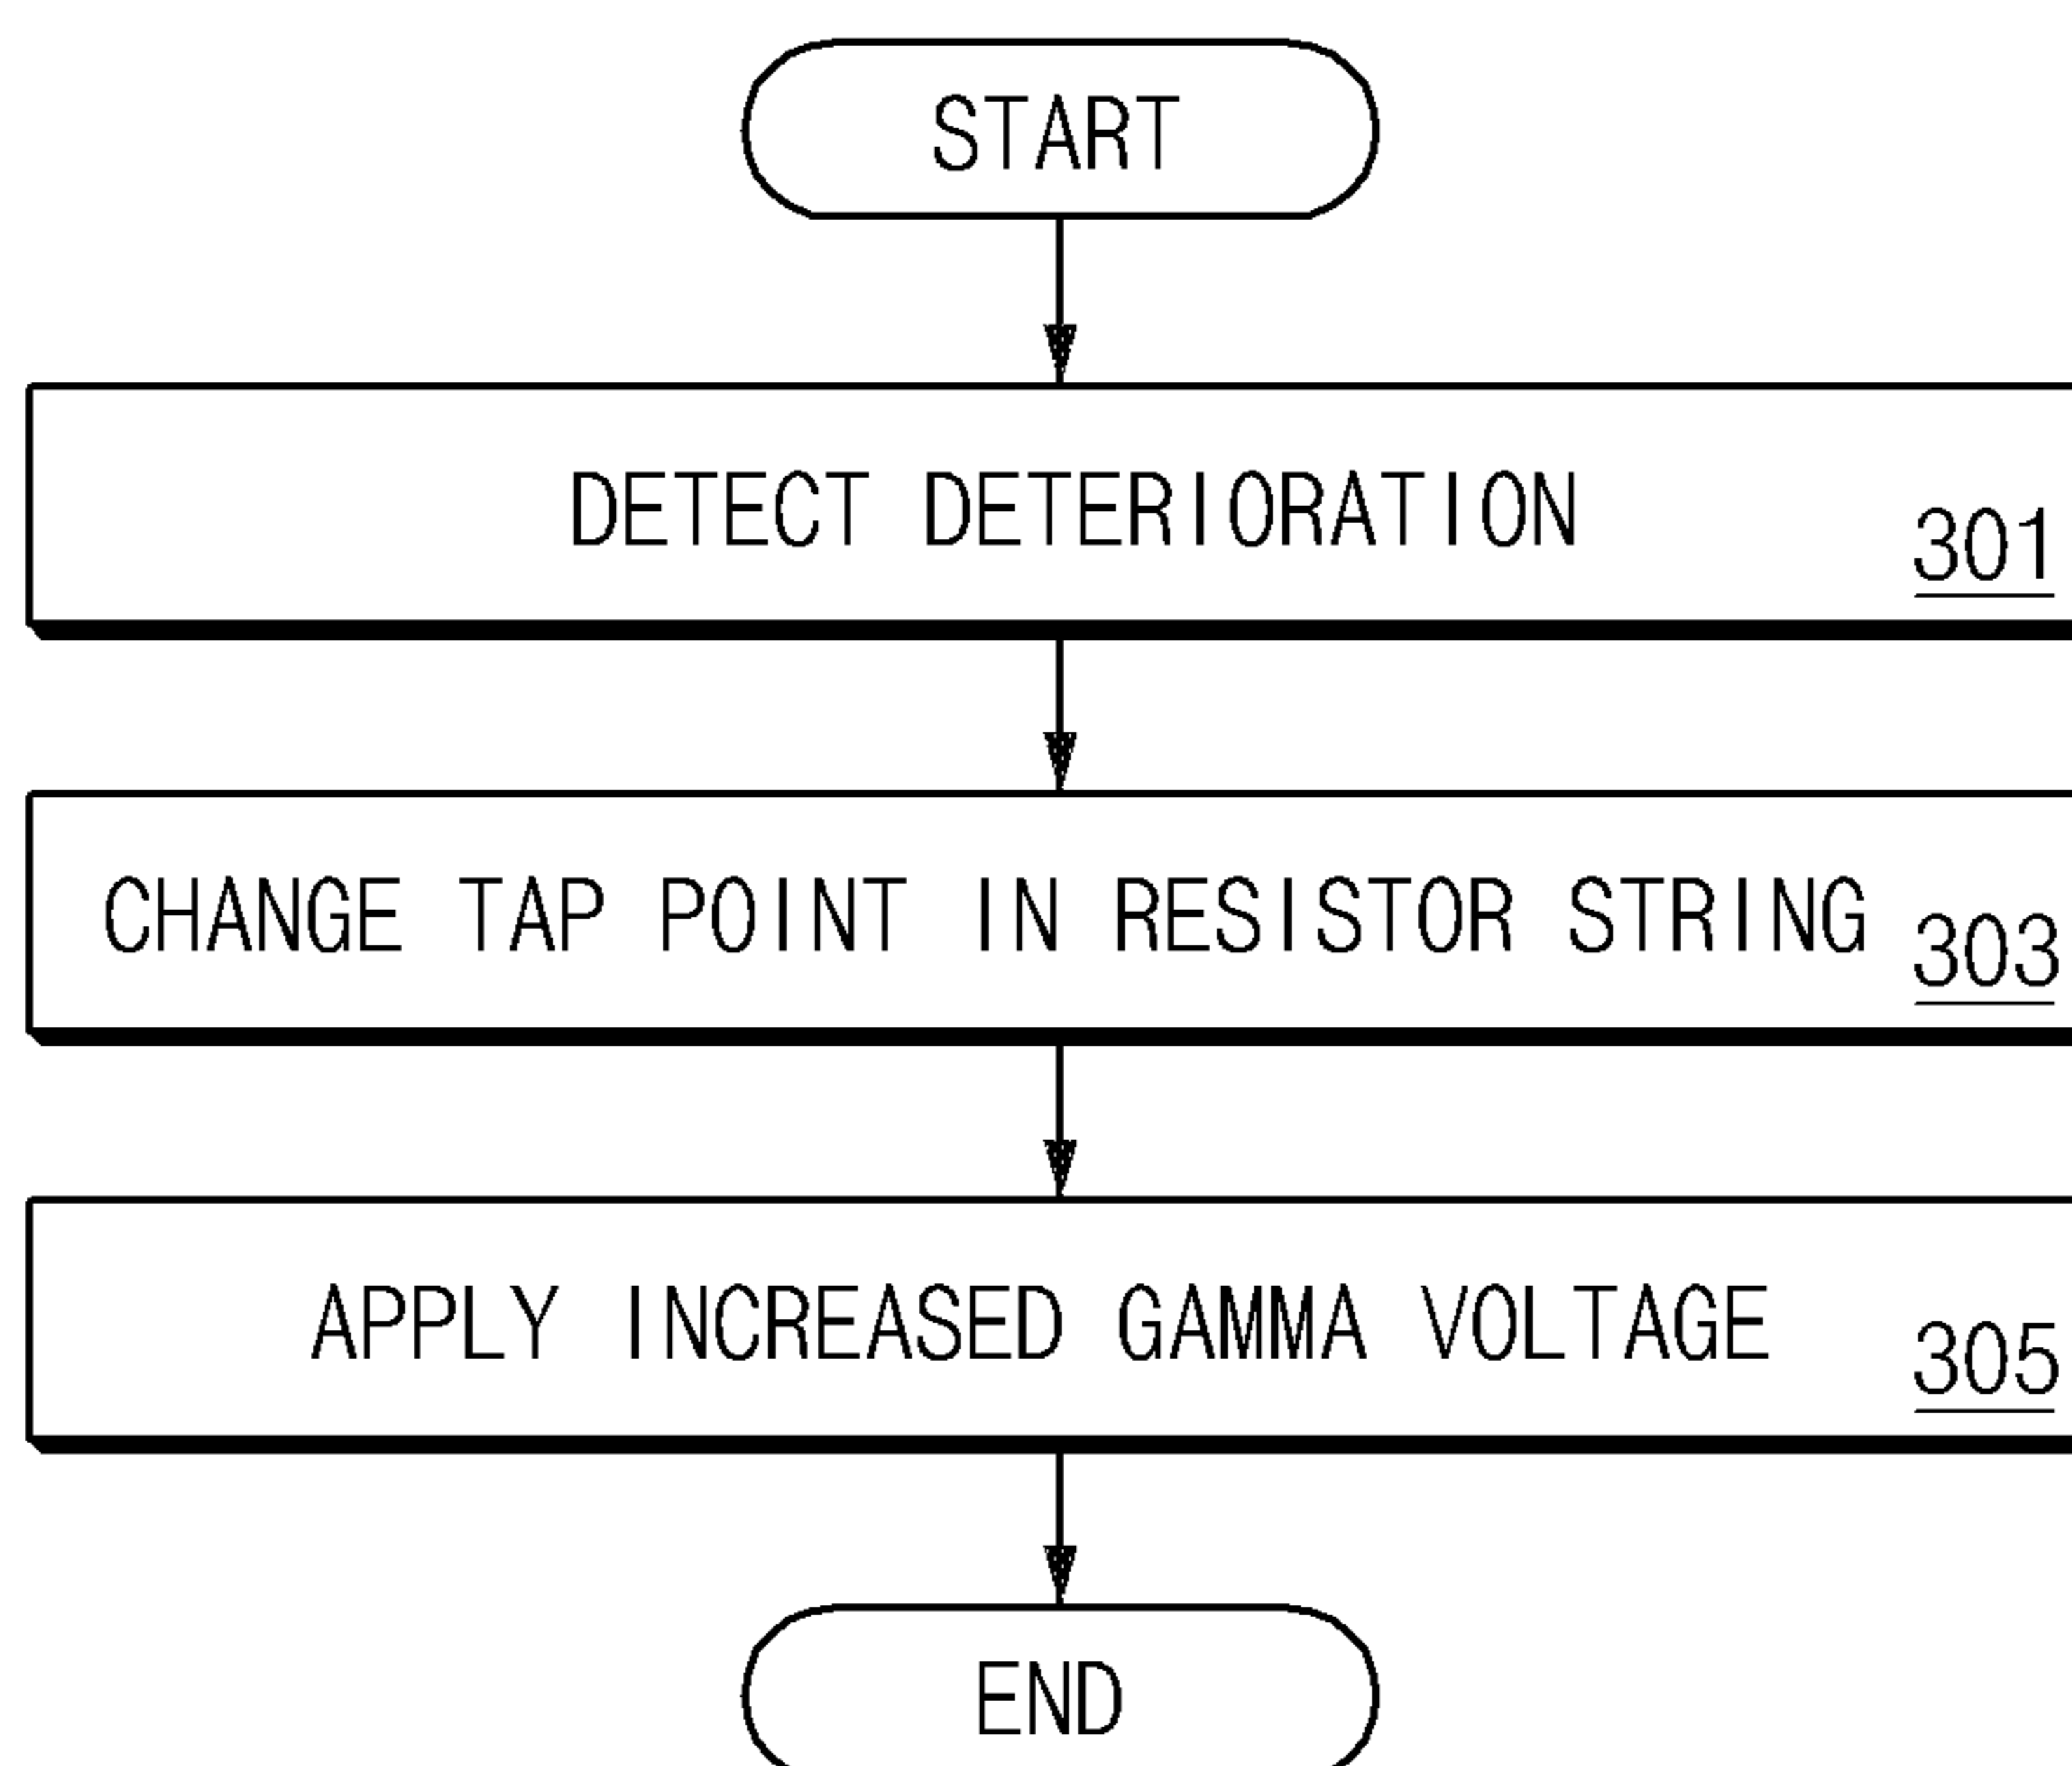 START
DETECT DETERIORATION
301
CHANGE TAP POINT IN RESISTOR STRING
303
APPLY INCREASED GAMMA VOLTAGE
305
END